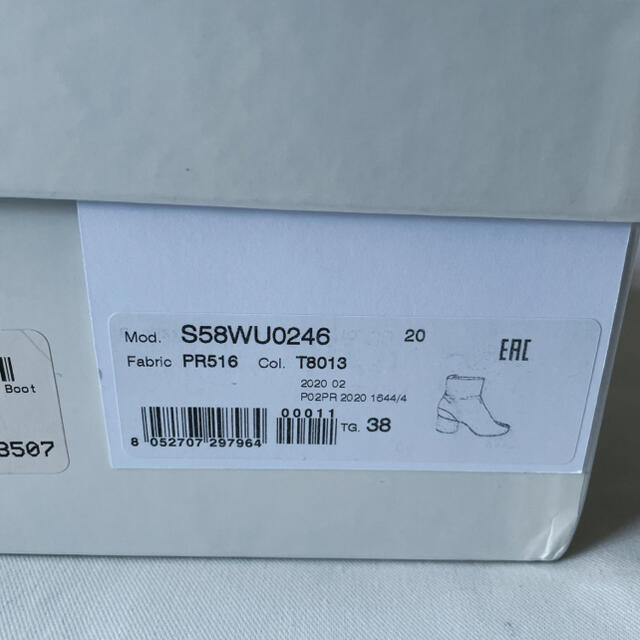 Mod. S58WU0246 20
EAC
Fabric PR516 Col. T8013
2020 02
P02PR 2020 1644/4
00011
8 052707 297964
TG. 38
Boot
3507